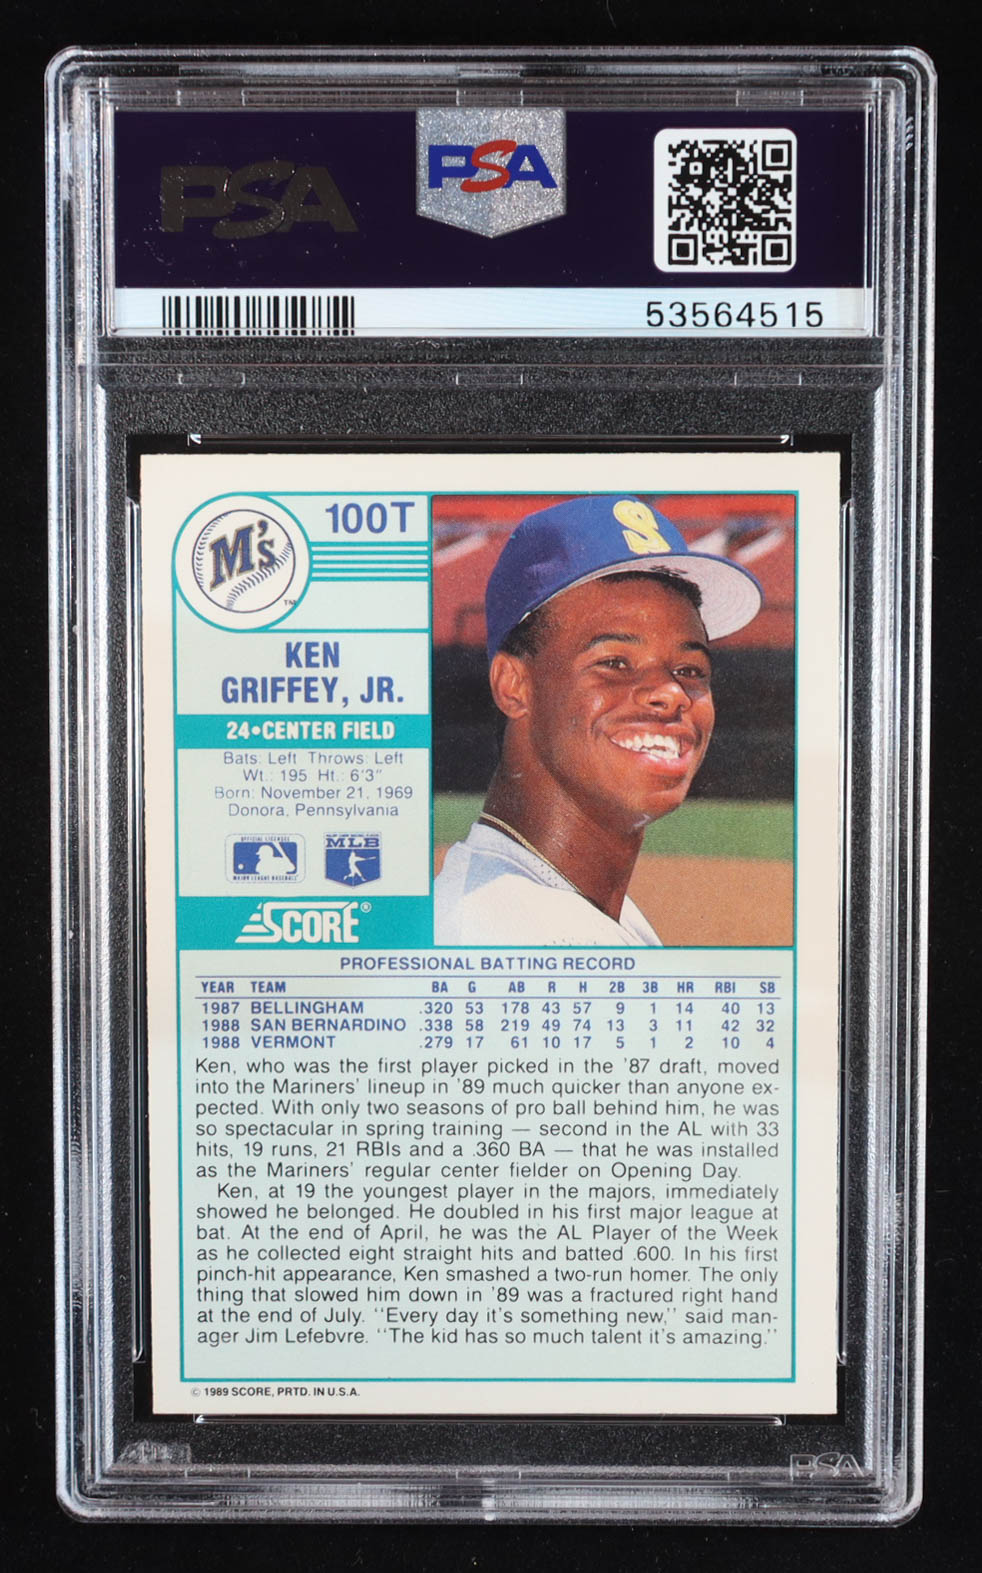 PSA
PSA
53564515
M's
TM
100T
S
KEN
GRIFFEY, JR.
24•CENTER FIELD
Bats: Left Throws: Left
Wt.: 195 Ht.: 6'3"
Born: November 21, 1969
Donora, Pennsylvania
OFFICIAL LICENSEE
MAJOR LEAGUE BASEBALL
MLB
SCORE®
PROFESSIONAL BATTING RECORD
YEAR TEAM BA G AB R H 2B 3B HR RBI SB
1987 BELLINGHAM .320 53 178 43 57 9 1 14 40 13
1988 SAN BERNARDINO .338 58 219 49 74 13 3 11 42 32
1988 VERMONT .279 17 61 10 17 5 1 2 10 4
Ken, who was the first player picked in the '87 draft, moved
into the Mariners' lineup in '89 much quicker than anyone ex-
pected. With only two seasons of pro ball behind him, he was
so spectacular in spring training — second in the AL with 33
hits, 19 runs, 21 RBIs and a .360 BA — that he was installed
as the Mariners' regular center fielder on Opening Day.
Ken, at 19 the youngest player in the majors, immediately
showed he belonged. He doubled in his first major league at
bat. At the end of April, he was the AL Player of the Week
as he collected eight straight hits and batted .600. In his first
pinch-hit appearance, Ken smashed a two-run homer. The only
thing that slowed him down in '89 was a fractured right hand
at the end of July. "Every day it's something new," said man-
ager Jim Lefebvre. "The kid has so much talent it's amazing."
© 1989 SCORE, PRTD. IN U.S.A.
PSA